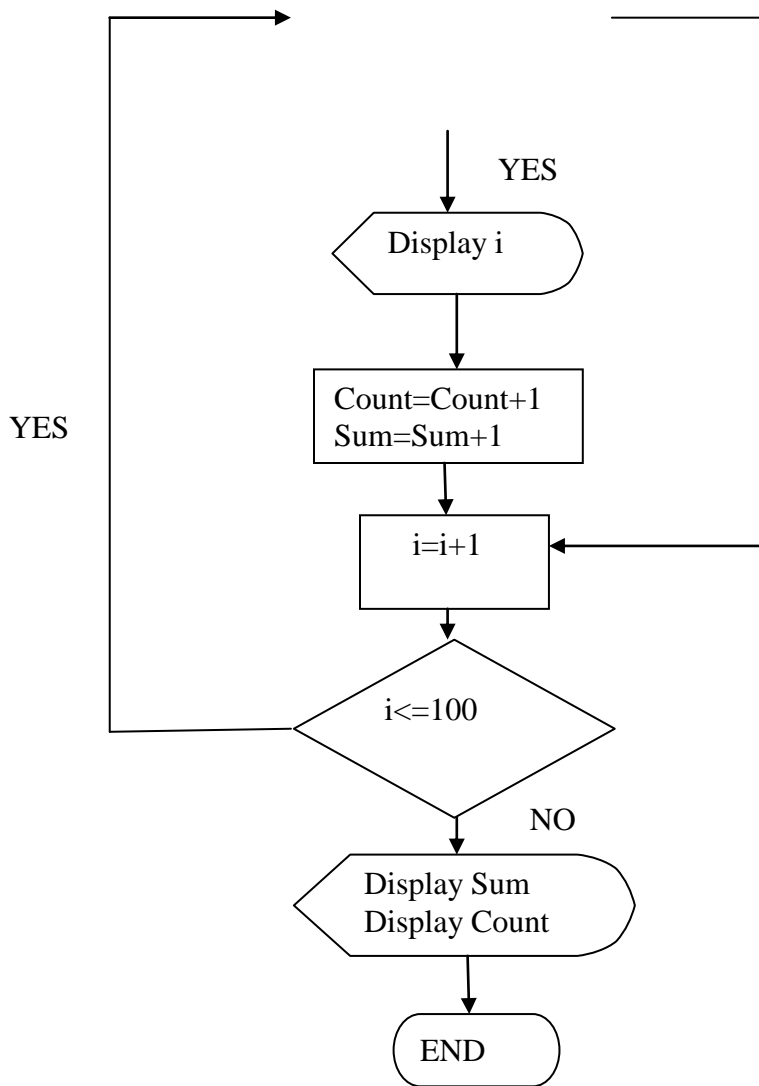 YES
Display i
Count=Count+1
Sum=Sum+1
YES
i=i+1
i<=100
NO
Display Sum
Display Count
END